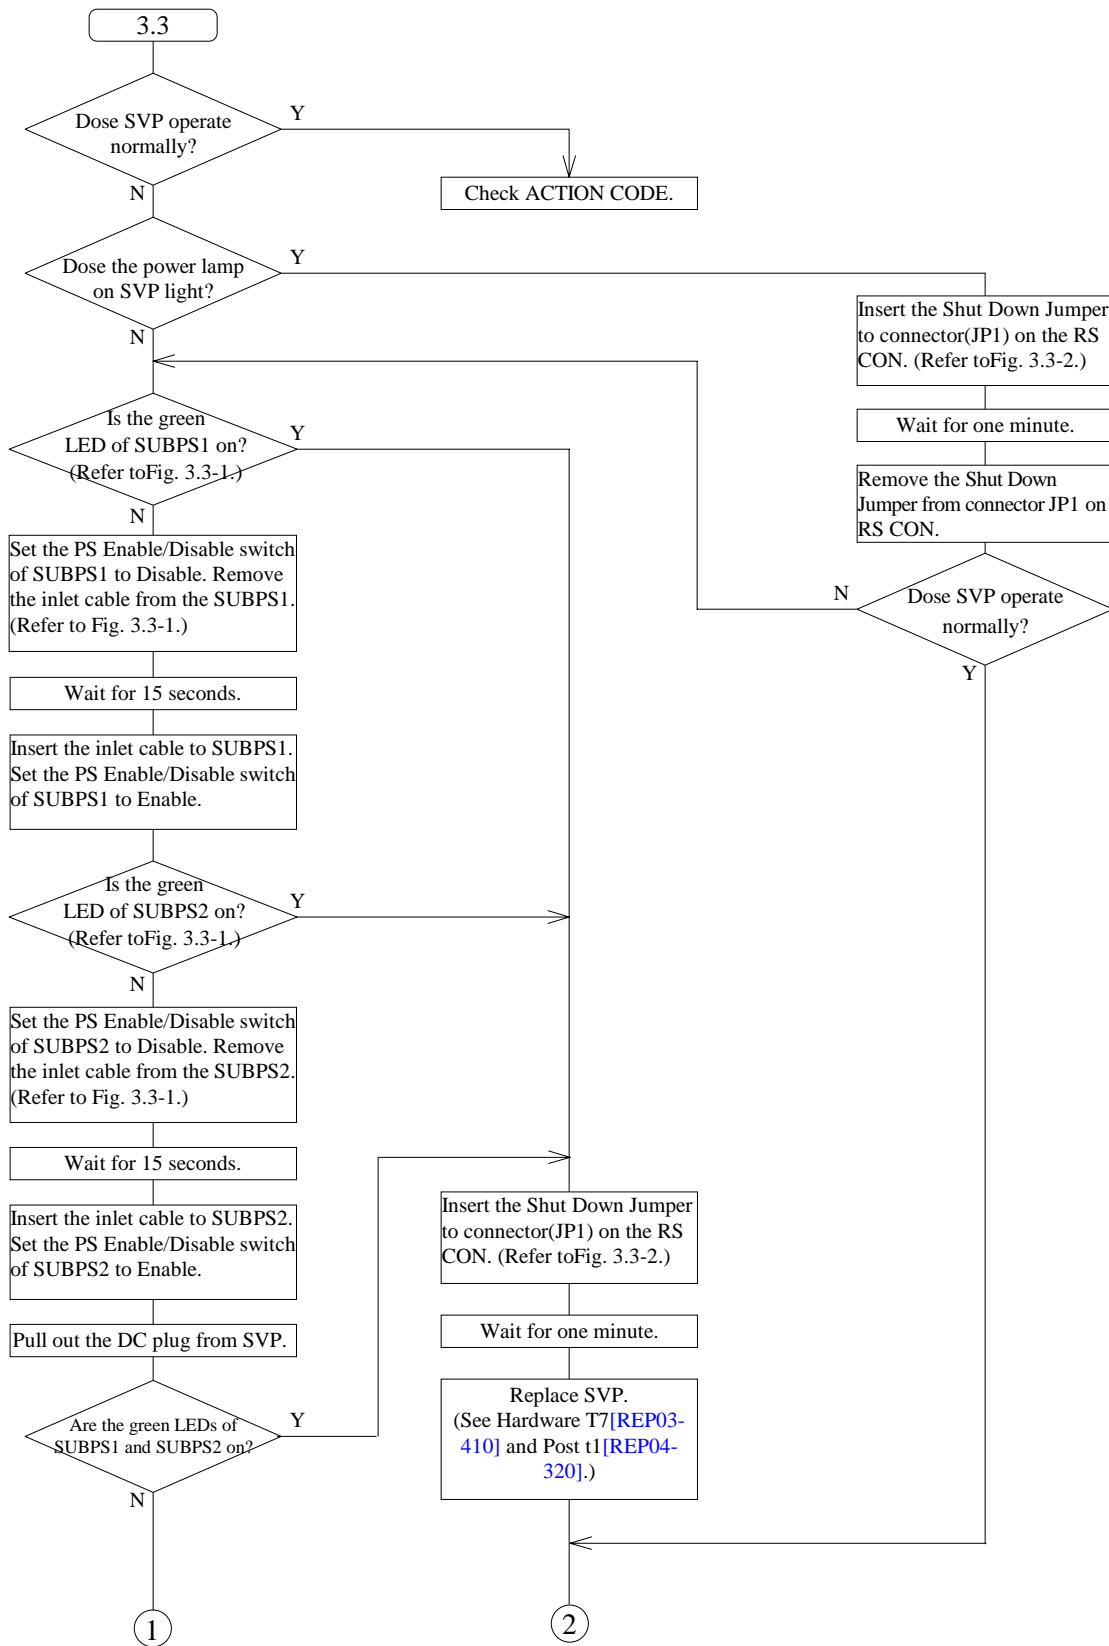 3.3
Dose SVP operate
normally?
Y
N
Check ACTION CODE.
Dose the power lamp
on SVP light?
Y
N
Insert the Shut Down Jumper
to connector(JP1) on the RS
CON. (Refer toFig. 3.3-2.)
Wait for one minute.
Remove the Shut Down
Jumper from connector JP1 on
RS CON.
Dose SVP operate
normally?
N
Y
Is the green
LED of SUBPS1 on?
(Refer toFig. 3.3-1.)
Y
N
Set the PS Enable/Disable switch
of SUBPS1 to Disable. Remove
the inlet cable from the SUBPS1.
(Refer to Fig. 3.3-1.)
Wait for 15 seconds.
Insert the inlet cable to SUBPS1.
Set the PS Enable/Disable switch
of SUBPS1 to Enable.
Is the green
LED of SUBPS2 on?
(Refer toFig. 3.3-1.)
Y
N
Set the PS Enable/Disable switch
of SUBPS2 to Disable. Remove
the inlet cable from the SUBPS2.
(Refer to Fig. 3.3-1.)
Wait for 15 seconds.
Insert the inlet cable to SUBPS2.
Set the PS Enable/Disable switch
of SUBPS2 to Enable.
Pull out the DC plug from SVP.
Are the green LEDs of
SUBPS1 and SUBPS2 on?
Y
N
Insert the Shut Down Jumper
to connector(JP1) on the RS
CON. (Refer toFig. 3.3-2.)
Wait for one minute.
Replace SVP.
(See Hardware T7[REP03-
410] and Post t1[REP04-
320].)
1
2